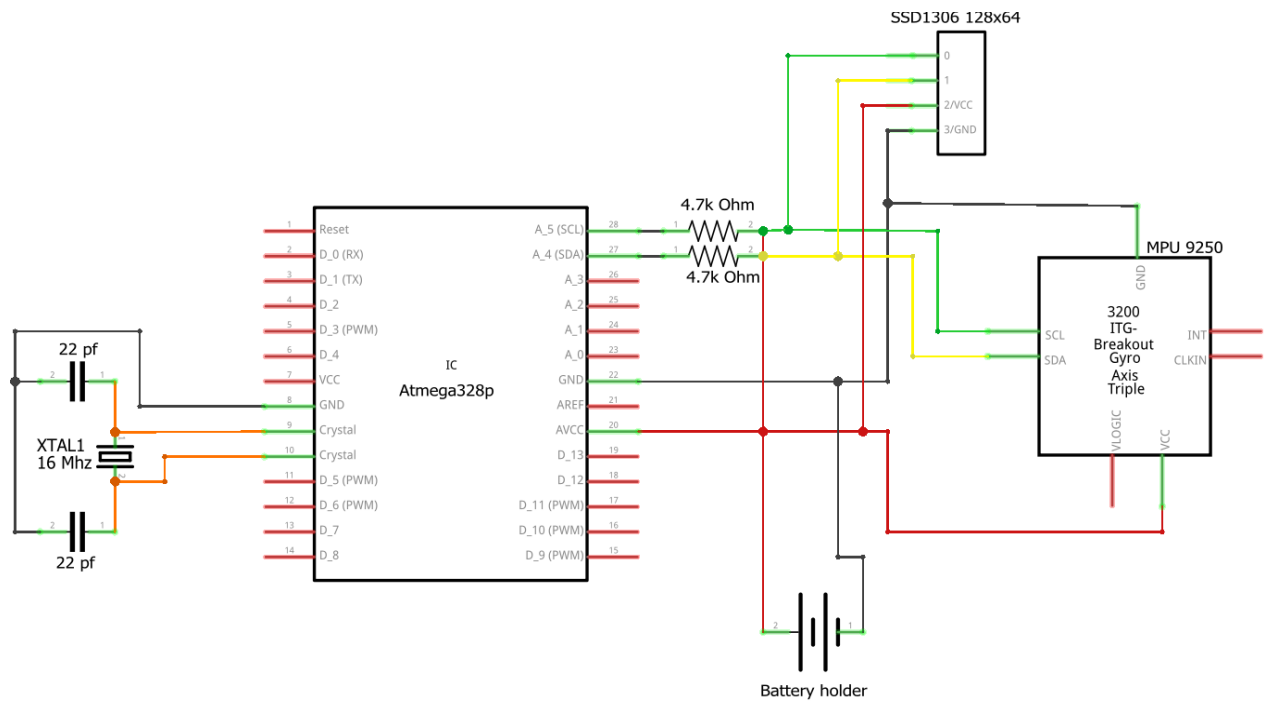 SSD1306 128x64
0
1
2/VCC
3/GND
4.7k Ohm
1 2
1 2
4.7k Ohm
1 Reset
2 D_0 (RX)
3 D_1 (TX)
4 D_2
5 D_3 (PWM)
6 D_4
7 VCC
8 GND
9 Crystal
10 Crystal
11 D_5 (PWM)
12 D_6 (PWM)
13 D_7
14 D_8
IC
Atmega328p
A_5 (SCL) 28
A_4 (SDA) 27
A_3 26
A_2 25
A_1 24
A_0 23
GND 22
AREF 21
AVCC 20
D_13 19
D_12 18
D_11 (PWM) 17
D_10 (PWM) 16
D_9 (PWM) 15
22 pf
2 1
XTAL1
16 Mhz
1
2
2 1
22 pf
MPU 9250
GND
3200
ITG-
Breakout
Gyro
Axis
Triple
SCL
SDA
INT
CLKIN
VLOGIC
VCC
2 1
Battery holder